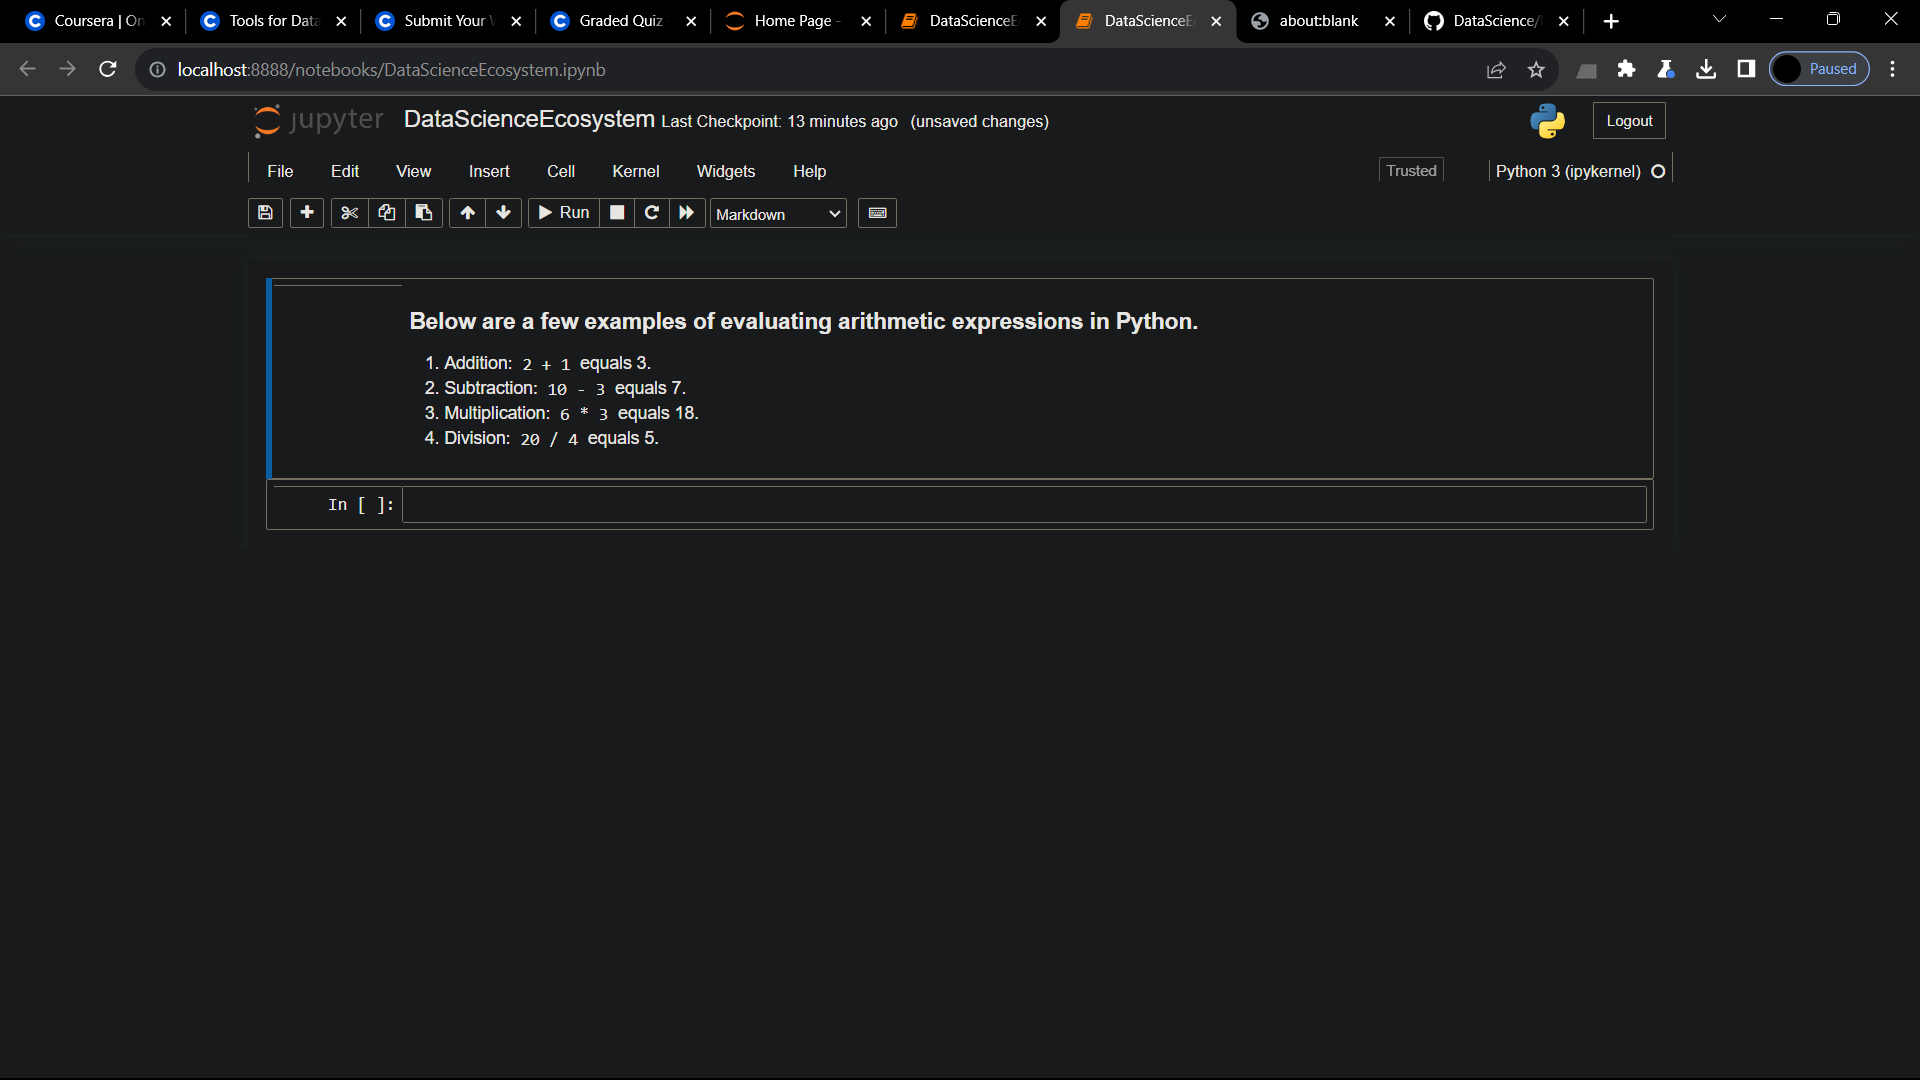 Coursera | On
Tools for Data
Submit Your
Graded Quiz
Home Page -
DataScienceE
DataScienceE
about:blank
DataScience/
localhost:8888/notebooks/DataScienceEcosystem.ipynb
Paused
jupyter DataScienceEcosystem Last Checkpoint: 13 minutes ago (unsaved changes)
Logout
File Edit View Insert Cell Kernel Widgets Help
Trusted
Python 3 (ipykernel)
Run
Markdown
Below are a few examples of evaluating arithmetic expressions in Python.
1. Addition: 2 + 1 equals 3.
2. Subtraction: 10 - 3 equals 7.
3. Multiplication: 6 * 3 equals 18.
4. Division: 20 / 4 equals 5.
In [ ]: